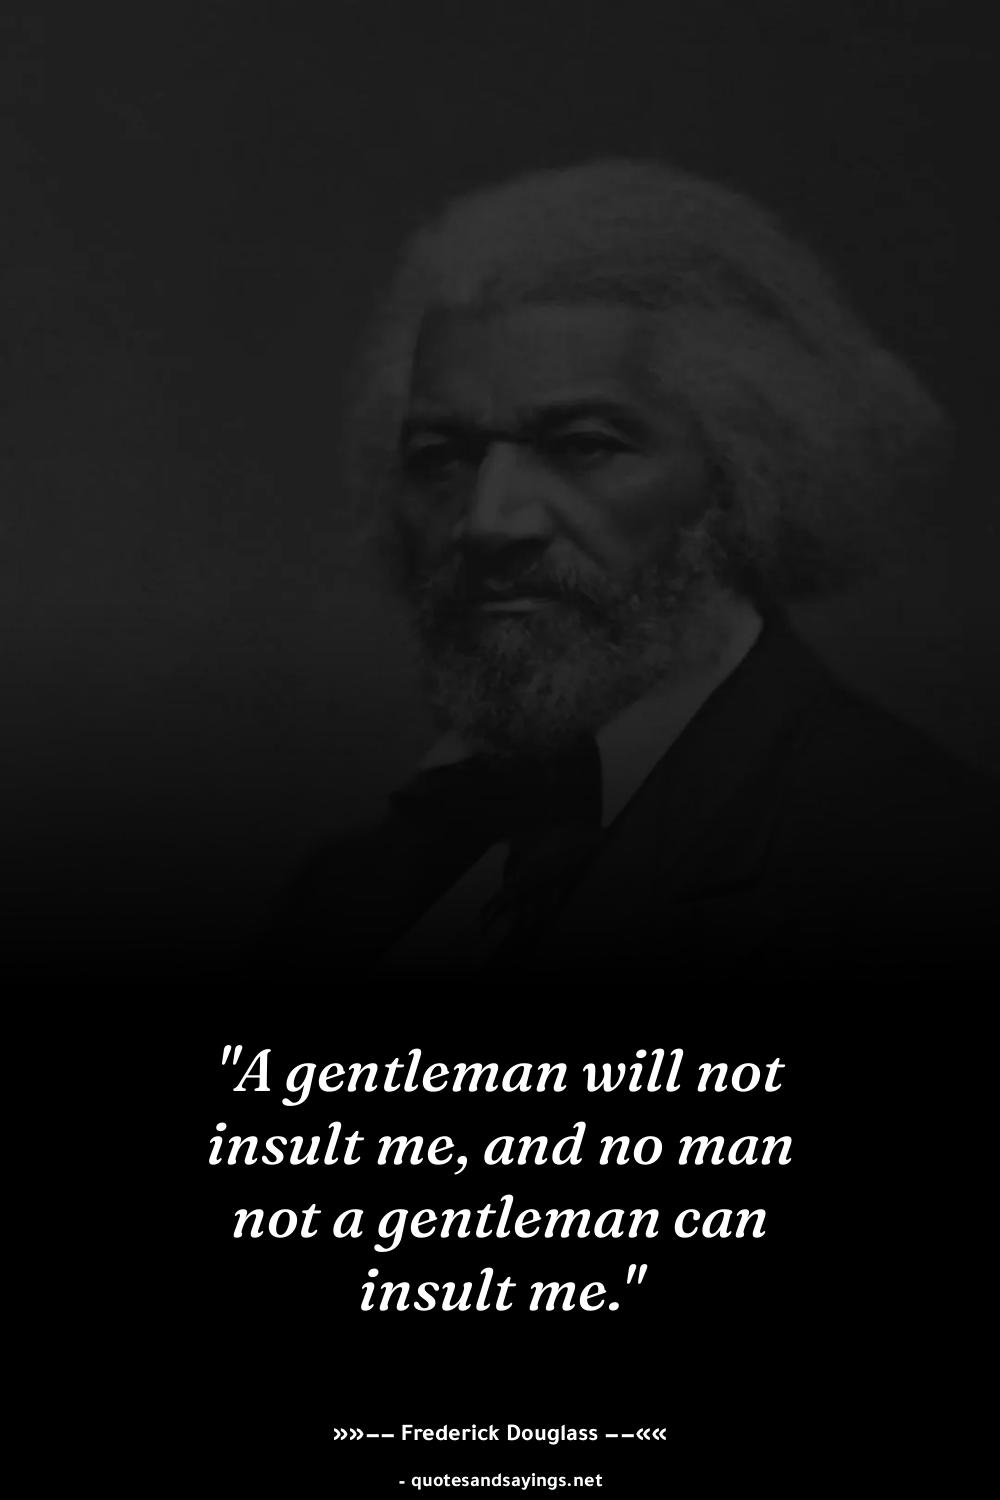 "A gentleman will not
insult me, and no man
not a gentleman can
insult me."
»»–– Frederick Douglass ––««
- quotesandsayings.net